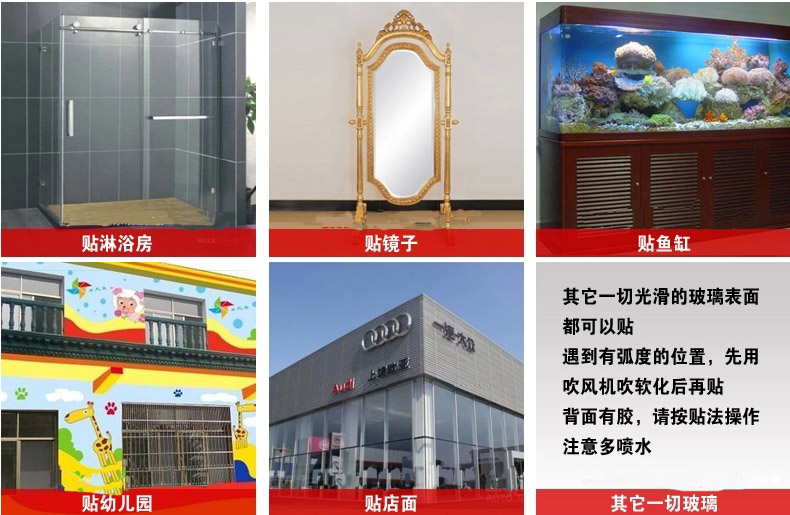 贴淋浴房
贴镜子
贴鱼缸
Audi
上海欧亚
一汽-大众
其它一切光滑的玻璃表面
都可以贴
遇到有弧度的位置，先用
吹风机吹软化后再贴
背面有胶，请按贴法操作
注意多喷水
贴幼儿园
贴店面
其它一切玻璃